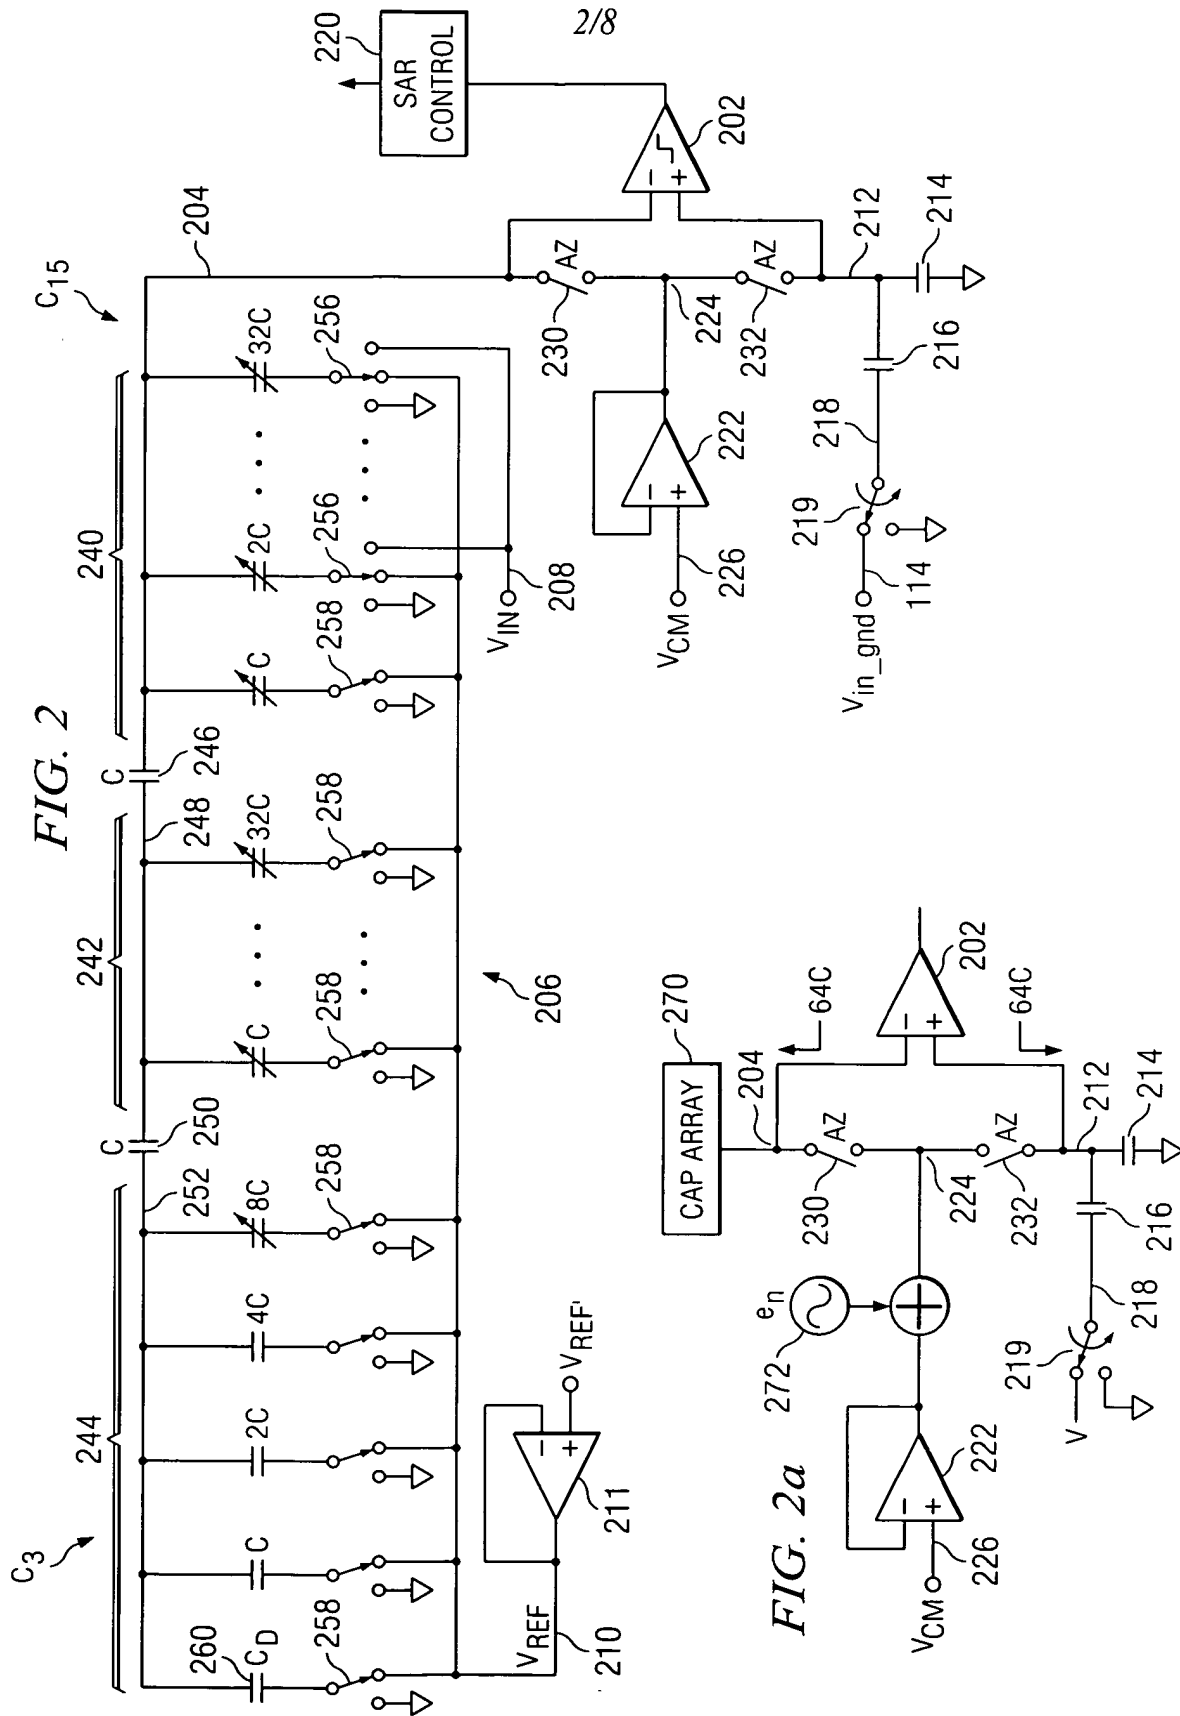 2/8
FIG. 2
C3
244
242
240
C15
252
C
250
248
C
246
204
220
SAR
CONTROL
260
CD
C
2C
4C
8C
C
32C
C
2C
32C
258
258
258
258
258
256
256
206
VIN
208
VREF
210
211
VREF'
230
AZ
224
AZ
232
202
VCM
226
222
212
214
216
218
219
114
Vin_gnd
FIG. 2a
270
CAP ARRAY
204
64C
64C
202
230
AZ
224
AZ
232
en
272
VCM
226
222
V
219
218
216
212
214
−
+
−
+
−
+
−
+
−
+